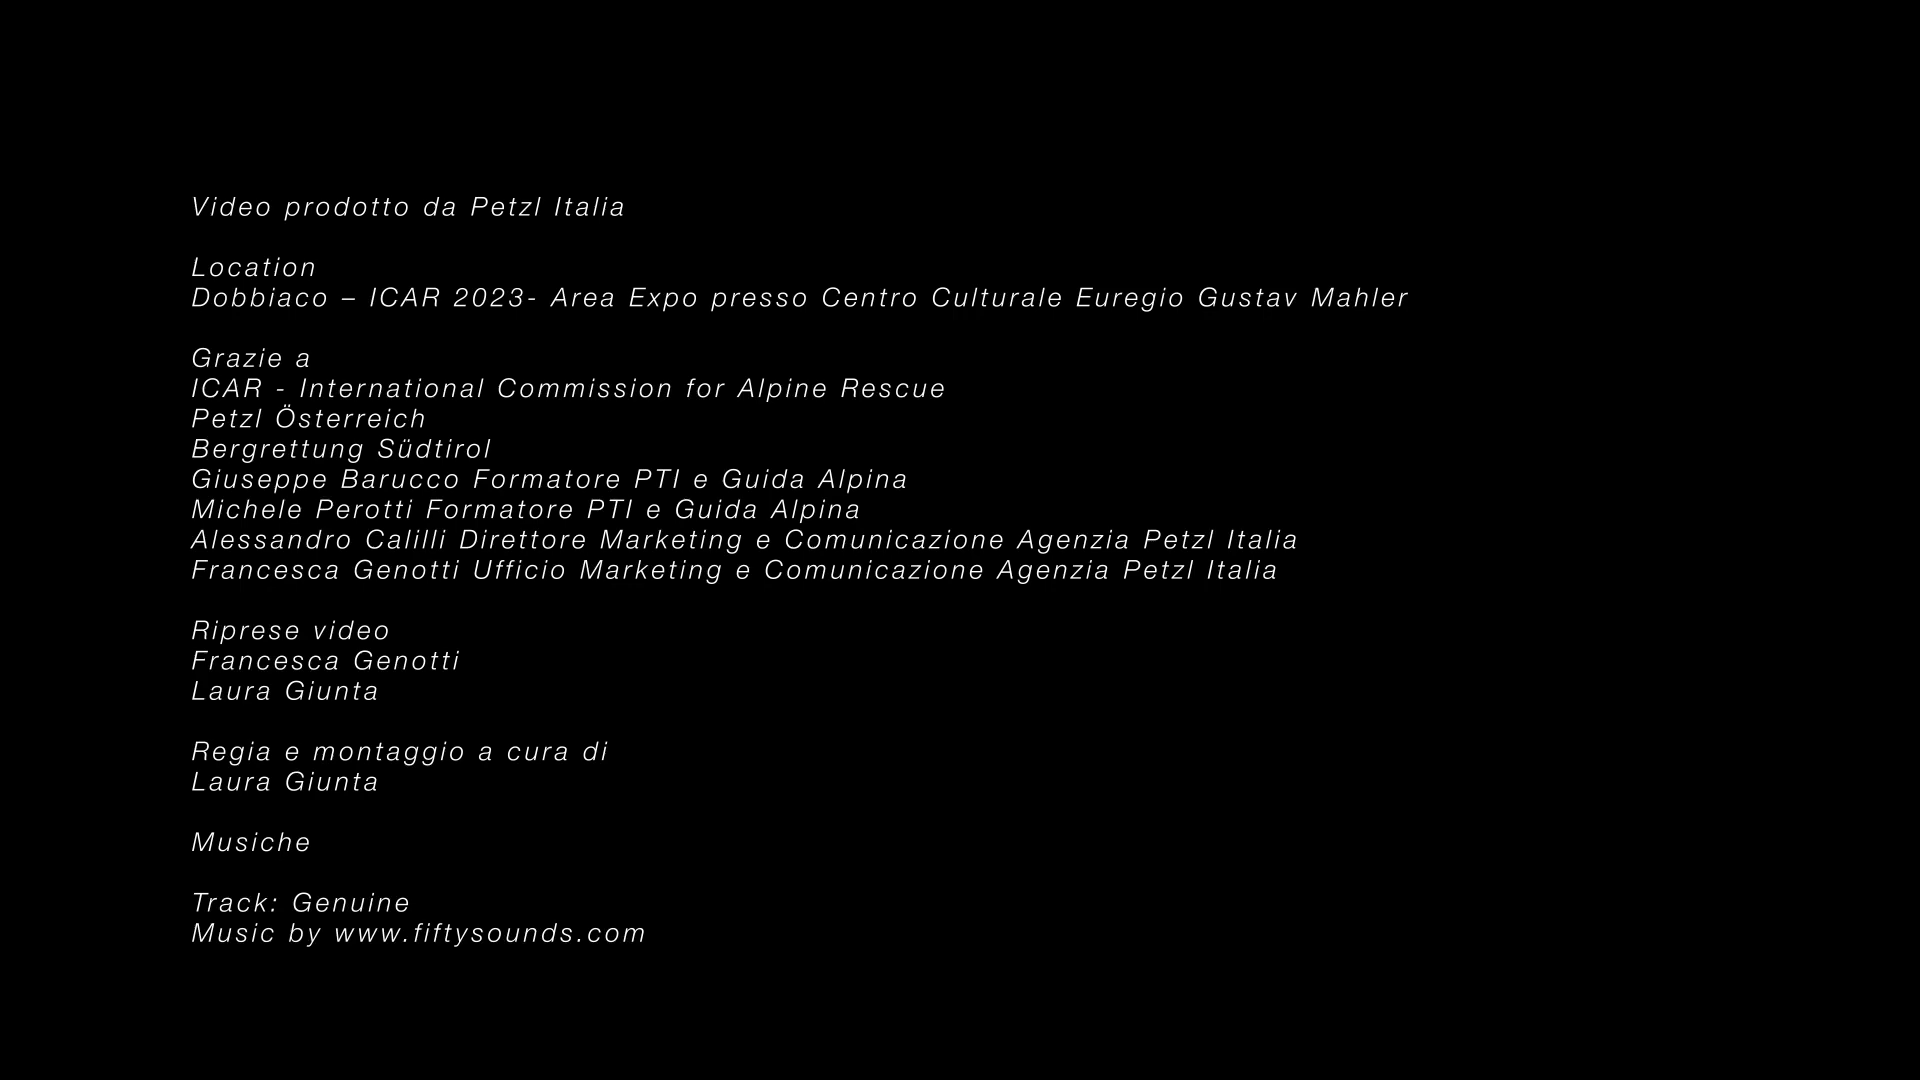 Video prodotto da Petzl Italia
Location
Dobbiaco – ICAR 2023- Area Expo presso Centro Culturale Euregio Gustav Mahler
Grazie a
ICAR - International Commission for Alpine Rescue
Petzl Österreich
Bergrettung Südtirol
Giuseppe Barucco Formatore PTI e Guida Alpina
Michele Perotti Formatore PTI e Guida Alpina
Alessandro Calilli Direttore Marketing e Comunicazione Agenzia Petzl Italia
Francesca Genotti Ufficio Marketing e Comunicazione Agenzia Petzl Italia
Riprese video
Francesca Genotti
Laura Giunta
Regia e montaggio a cura di
Laura Giunta
Musiche
Track: Genuine
Music by www.fiftysounds.com